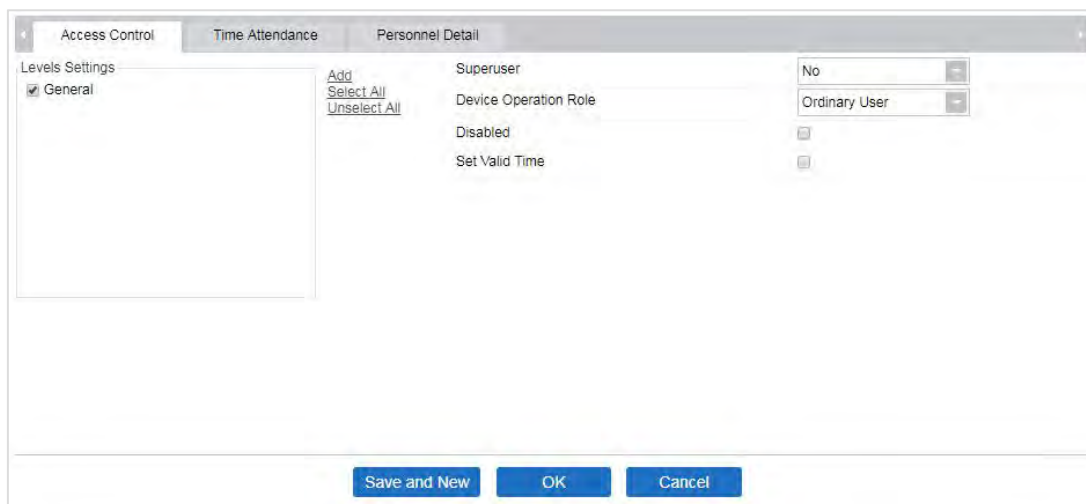 Access Control
Time Attendance
Personnel Detail
Levels Settings
General
Add
Select All
Unselect All
Superuser
No
Device Operation Role
Ordinary User
Disabled
Set Valid Time
Save and New
OK
Cancel